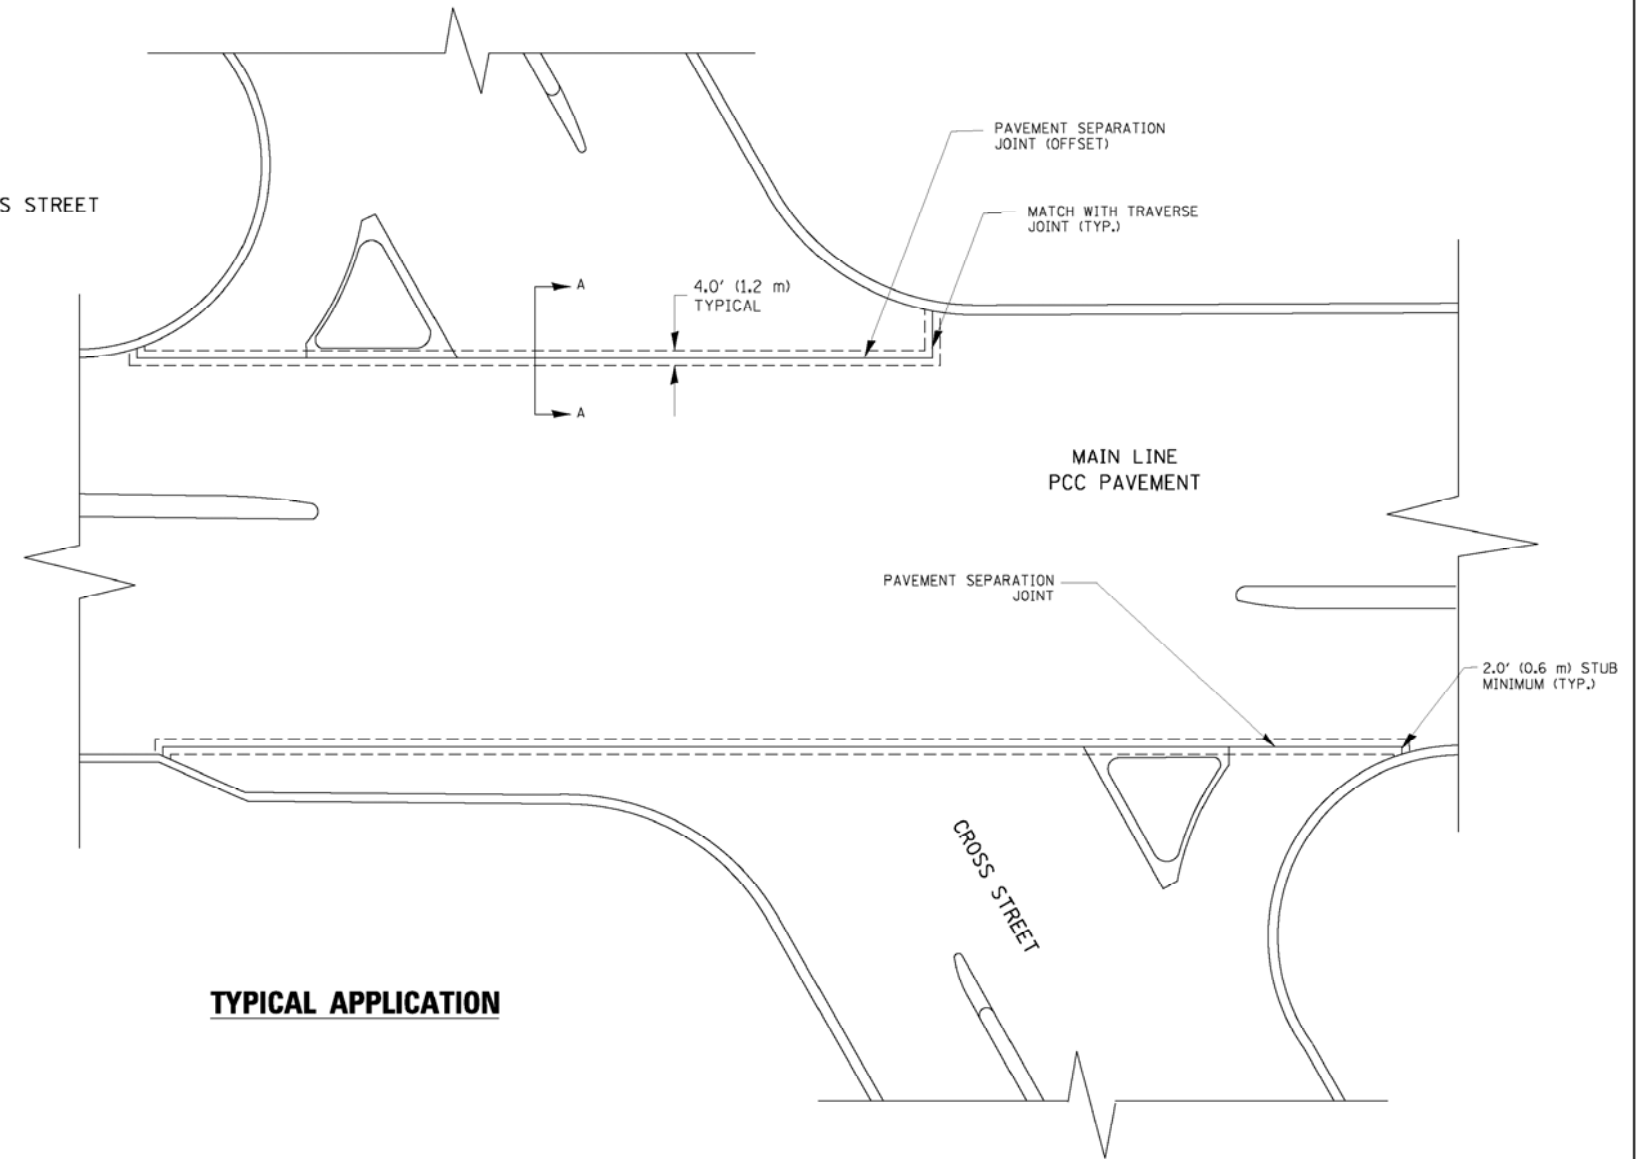 PAVEMENT SEPARATION
JOINT (OFFSET)
S STREET
MATCH WITH TRAVERSE
JOINT (TYP.)
A
4.0' (1.2 m)
TYPICAL
A
MAIN LINE
PCC PAVEMENT
PAVEMENT SEPARATION
JOINT
2.0' (0.6 m) STUB
MINIMUM (TYP.)
CROSS STREET
TYPICAL APPLICATION